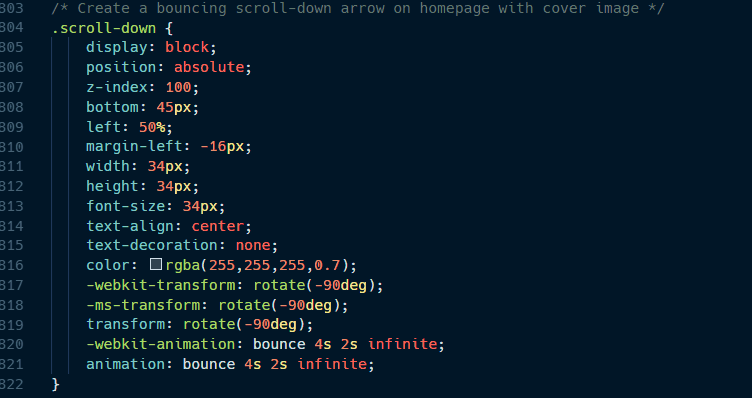 803 /* Create a bouncing scroll-down arrow on homepage with cover image */
804 .scroll-down {
805 display: block;
806 position: absolute;
807 z-index: 100;
808 bottom: 45px;
809 left: 50%;
810 margin-left: -16px;
811 width: 34px;
812 height: 34px;
813 font-size: 34px;
814 text-align: center;
815 text-decoration: none;
816 color: rgba(255,255,255,0.7);
817 -webkit-transform: rotate(-90deg);
818 -ms-transform: rotate(-90deg);
819 transform: rotate(-90deg);
820 -webkit-animation: bounce 4s 2s infinite;
821 animation: bounce 4s 2s infinite;
822 }